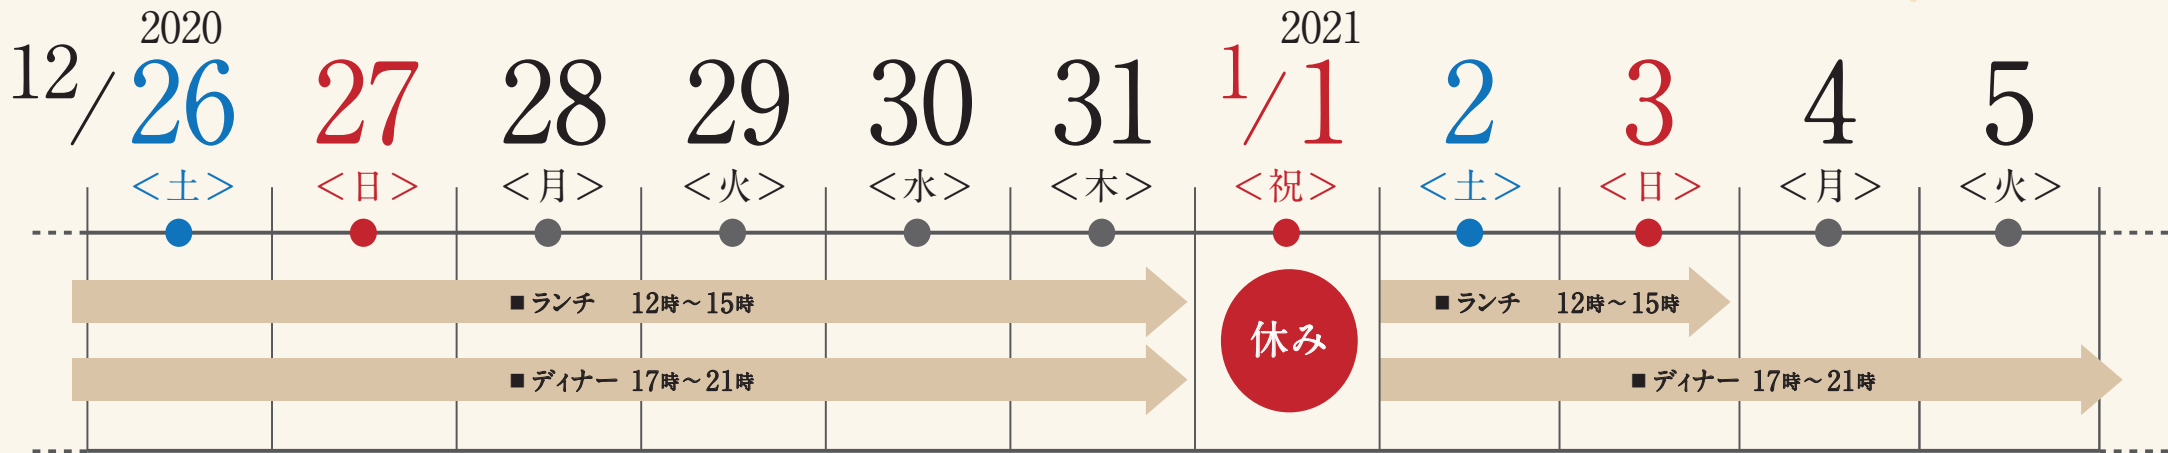 2020 2021
12/26 27 28 29 30 31 1/1 2 3 4 5
<土> <日> <月> <火> <水> <木> <祝> <土> <日> <月> <火>
■ランチ 12時～15時 ■ランチ 12時～15時
休み
■ディナー 17時～21時 ■ディナー 17時～21時